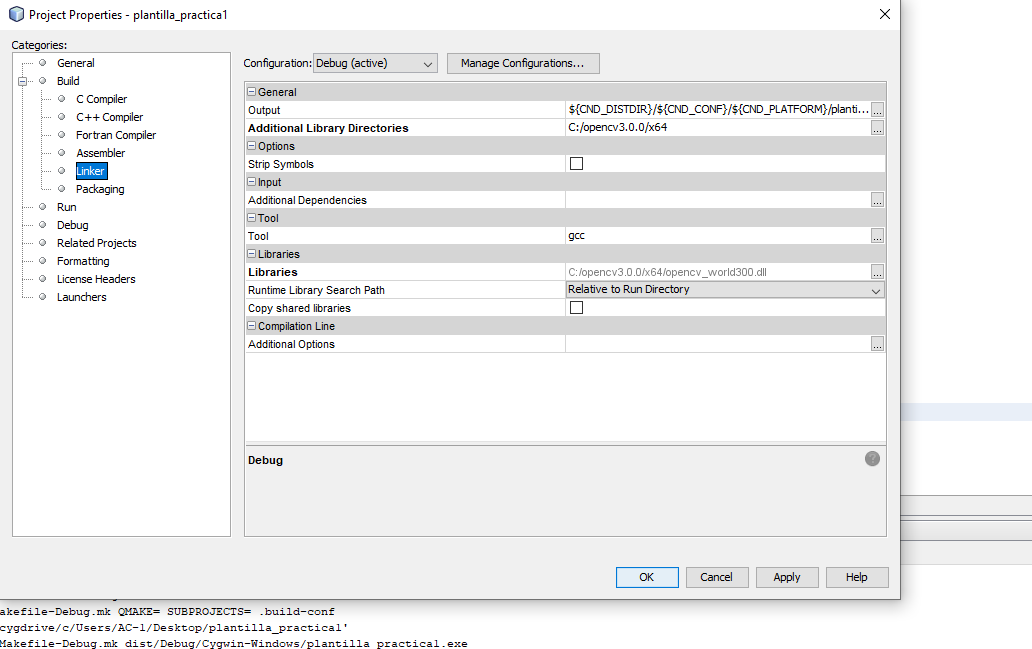 Project Properties - plantilla_practica1
Categories:
General
Build
C Compiler
C++ Compiler
Fortran Compiler
Assembler
Linker
Packaging
Run
Debug
Related Projects
Formatting
License Headers
Launchers
Configuration: Debug (active) Manage Configurations...
General
Output ${CND_DISTDIR}/${CND_CONF}/${CND_PLATFORM}/planti... ...
Additional Library Directories C:/opencv3.0.0/x64 ...
Options
Strip Symbols
Input
Additional Dependencies ...
Tool
Tool gcc ...
Libraries
Libraries C:/opencv3.0.0/x64/opencv_world300.dll ...
Runtime Library Search Path Relative to Run Directory
Copy shared libraries
Compilation Line
Additional Options ...
Debug ?
OK Cancel Apply Help
akefile-Debug.mk QMAKE= SUBPROJECTS= .build-conf
cygdrive/c/Users/AC-1/Desktop/plantilla_practica1'
Makefile-Debug.mk dist/Debug/Cygwin-Windows/plantilla_practica1.exe